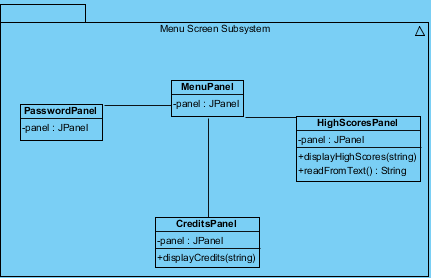 Menu Screen Subsystem
MenuPanel
-panel : JPanel
PasswordPanel
-panel : JPanel
HighScoresPanel
-panel : JPanel
+displayHighScores(string)
+readFromText() : String
CreditsPanel
-panel : JPanel
+displayCredits(string)